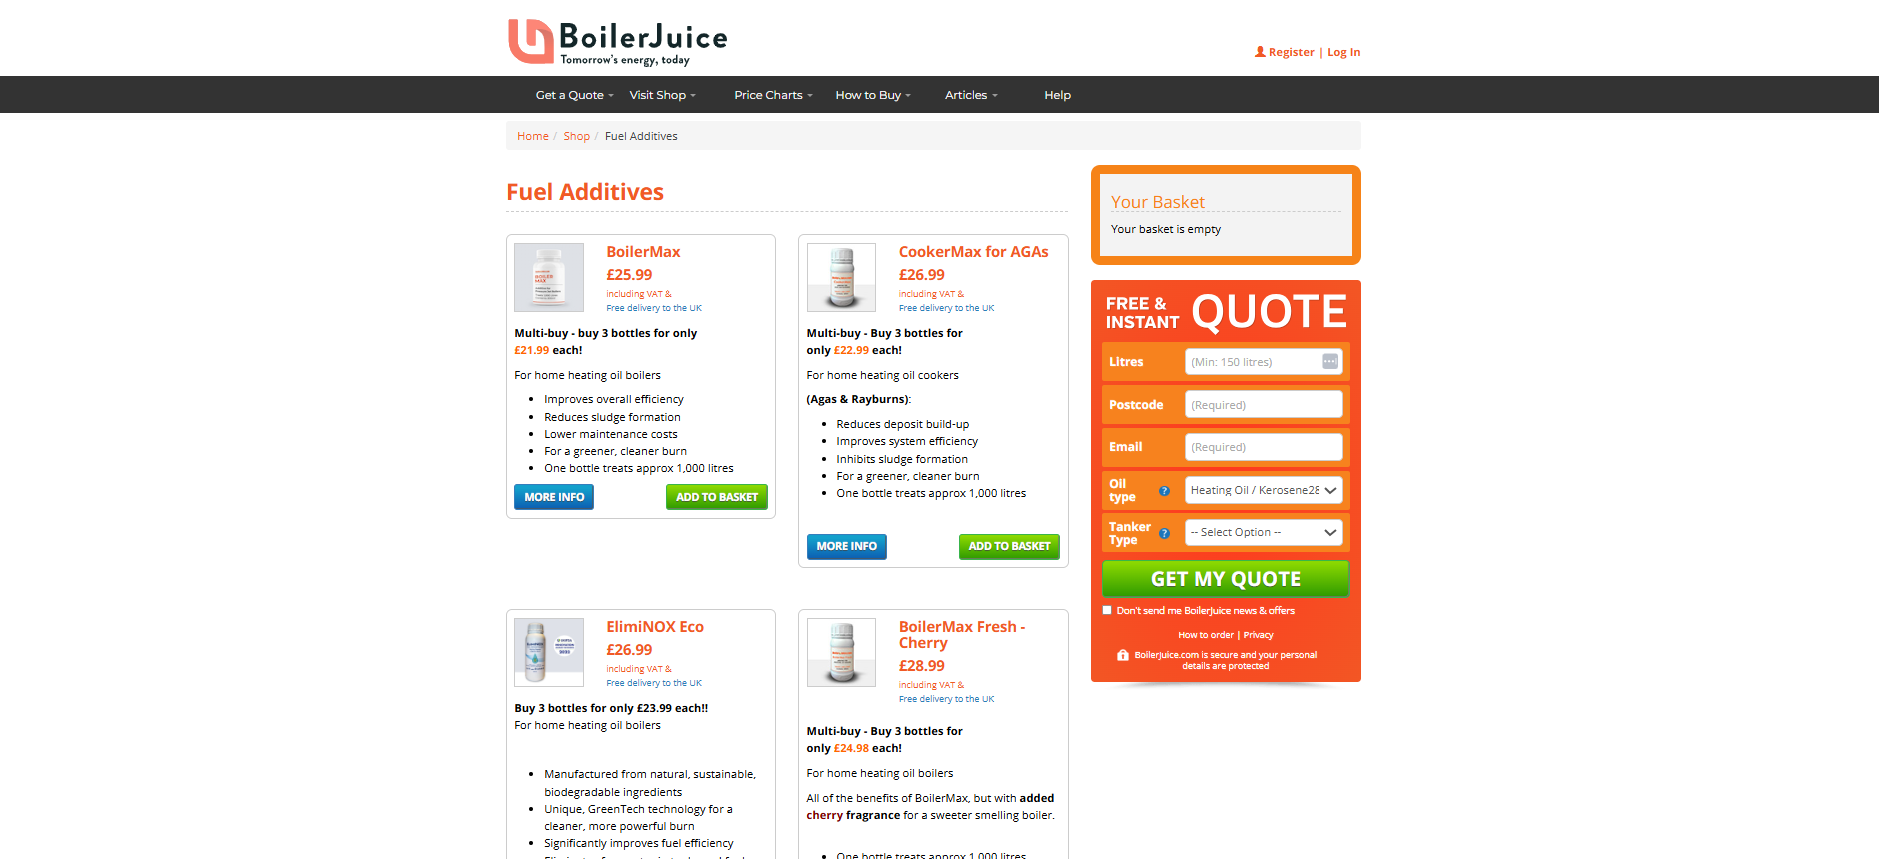 BoilerJuice
Tomorrow's energy, today
Register | Log In
Get a Quote
Visit Shop
Price Charts
How to Buy
Articles
Help
Home / Shop / Fuel Additives
Fuel Additives
BoilerMax
£25.99
including VAT &
Free delivery to the UK
Multi-buy - buy 3 bottles for only
£21.99 each!
For home heating oil boilers
Improves overall efficiency
Reduces sludge formation
Lower maintenance costs
For a greener, cleaner burn
One bottle treats approx 1,000 litres
MORE INFO
ADD TO BASKET
CookerMax for AGAs
£26.99
including VAT &
Free delivery to the UK
Multi-buy - Buy 3 bottles for
only £22.99 each!
For home heating oil cookers
(Agas & Rayburns):
Reduces deposit build-up
Improves system efficiency
Inhibits sludge formation
For a greener, cleaner burn
One bottle treats approx 1,000 litres
MORE INFO
ADD TO BASKET
ElimiNOX Eco
£26.99
including VAT &
Free delivery to the UK
Buy 3 bottles for only £23.99 each!!
For home heating oil boilers
Manufactured from natural, sustainable,
biodegradable ingredients
Unique, GreenTech technology for a
cleaner, more powerful burn
Significantly improves fuel efficiency
BoilerMax Fresh -
Cherry
£28.99
including VAT &
Free delivery to the UK
Multi-buy - Buy 3 bottles for
only £24.98 each!
For home heating oil boilers
All of the benefits of BoilerMax, but with added
cherry fragrance for a sweeter smelling boiler.
One bottle treats approx 1,000 litres
Your Basket
Your basket is empty
FREE &
INSTANT QUOTE
Litres
(Min: 150 litres)
Postcode
(Required)
Email
(Required)
Oil
type
?
Heating Oil / Kerosene28
Tanker
Type
?
-- Select Option --
GET MY QUOTE
Don't send me BoilerJuice news & offers
How to order | Privacy
BoilerJuice.com is secure and your personal
details are protected
BOILER
MAX